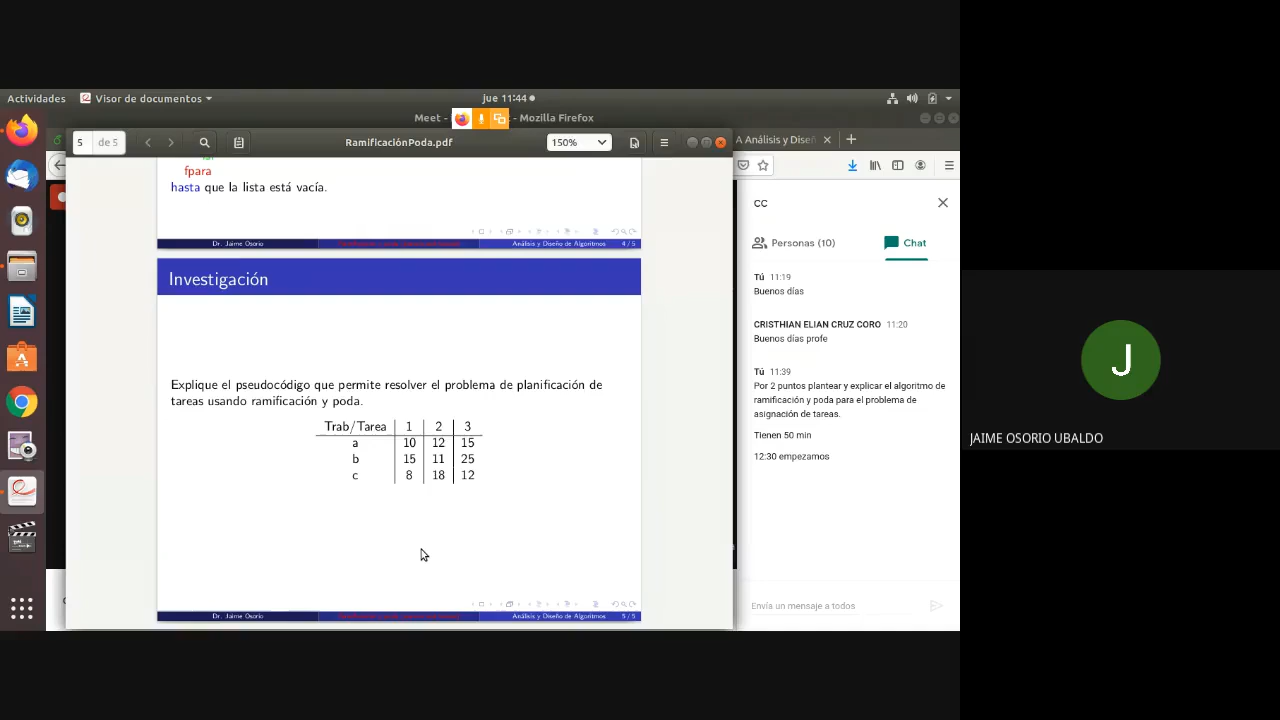 Actividades
Visor de documentos
jue 11:44
Meet -
- Mozilla Firefox
5
de 5
RamificaciónPoda.pdf
150%
A Análisis y Diseñ
fpara
hasta que la lista está vacía.
Dr. Jaime Osorio
Análisis y Diseño de Algoritmos
4 / 5
Investigación
Explique el pseudocódigo que permite resolver el problema de planificación de
tareas usando ramificación y poda.
Trab/Tarea 1 2 3
a 10 12 15
b 15 11 25
c 8 18 12
Dr. Jaime Osorio
Análisis y Diseño de Algoritmos
5 / 5
CC
Personas (10)
Chat
Tú 11:19
Buenos días
CRISTHIAN ELIAN CRUZ CORO 11:20
Buenos días profe
Tú 11:39
Por 2 puntos plantear y explicar el algoritmo de
ramificación y poda para el problema de
asignación de tareas.
Tienen 50 min
12:30 empezamos
Envía un mensaje a todos
J
JAIME OSORIO UBALDO